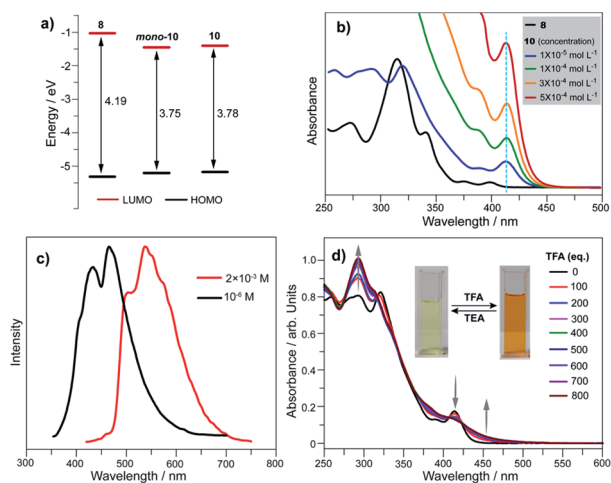 a)
8
mono-10
10
Energy / eV
-1
-2
-3
-4
-5
4.19
3.75
3.78
LUMO
HOMO
b)
8
10 (concentration)
1X10-5 mol L-1
1X10-4 mol L-1
3X10-4 mol L-1
5X10-4 mol L-1
Absorbance
250 300 350 400 450 500
Wavelength / nm
c)
2×10-3 M
10-6 M
Intensity
300 400 500 600 700 800
Wavelength / nm
d)
TFA (eq.)
0
100
200
300
400
500
600
700
800
TFA
TEA
Absorbance / arb. Units
1.0
0.8
0.6
0.4
0.2
0
250 300 350 400 450 500 550 600
Wavelength / nm